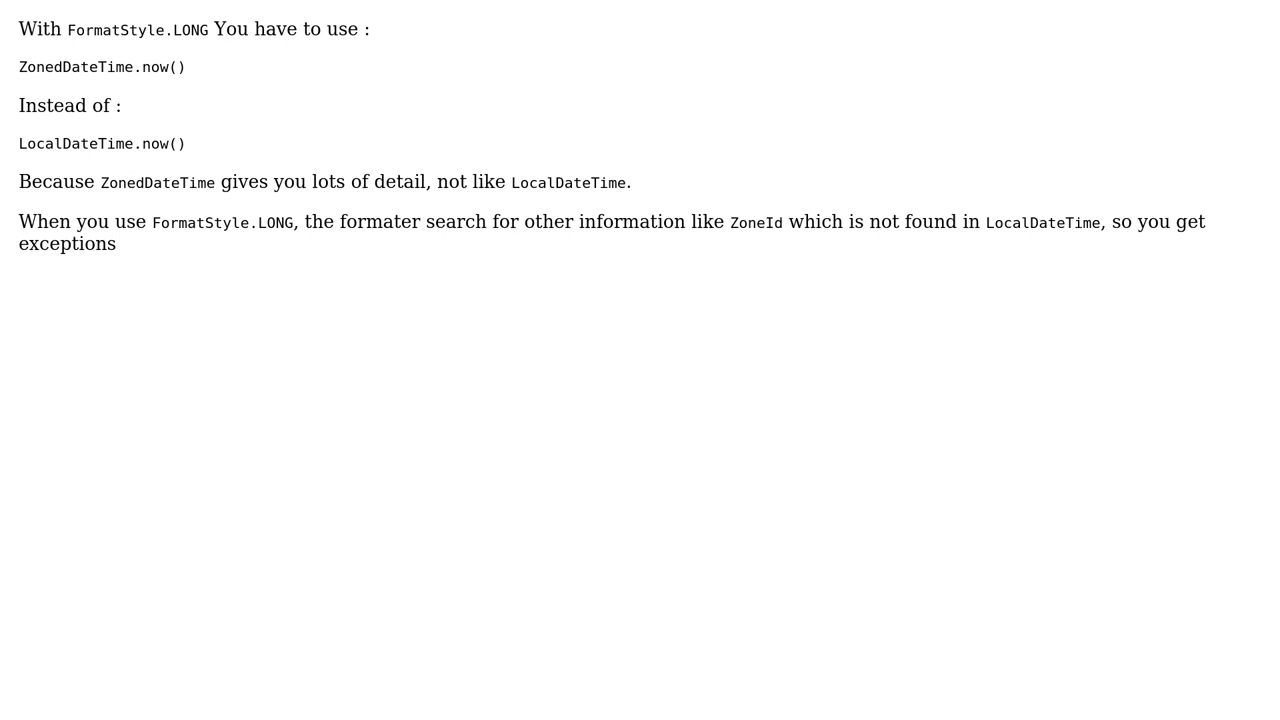 With FormatStyle.LONG You have to use :
ZonedDateTime.now()
Instead of :
LocalDateTime.now()
Because ZonedDateTime gives you lots of detail, not like LocalDateTime.
When you use FormatStyle.LONG, the formater search for other information like ZoneId which is not found in LocalDateTime, so you get
exceptions